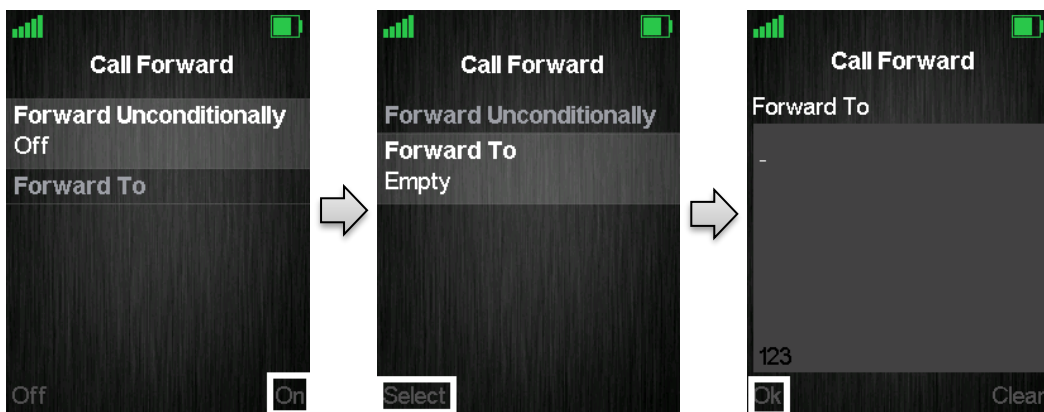 Call Forward
Forward Unconditionally
Off
Forward To
Off
On
Call Forward
Forward Unconditionally
Forward To
Empty
Select
Call Forward
Forward To
-
123
Ok
Clear